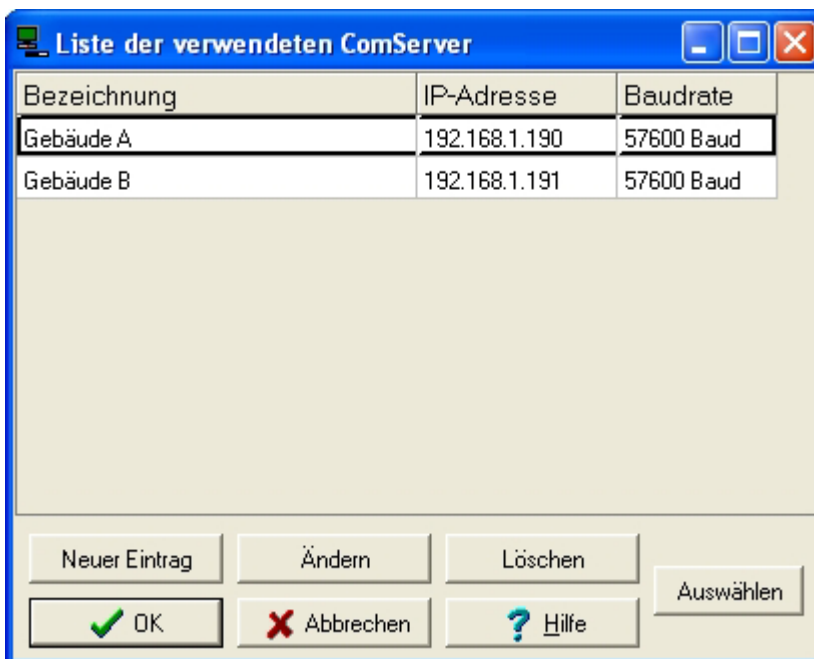 Liste der verwendeten ComServer
Bezeichnung IP-Adresse Baudrate
Gebäude A 192.168.1.190 57600 Baud
Gebäude B 192.168.1.191 57600 Baud
Neuer Eintrag Ändern Löschen
Auswählen
OK Abbrechen Hilfe